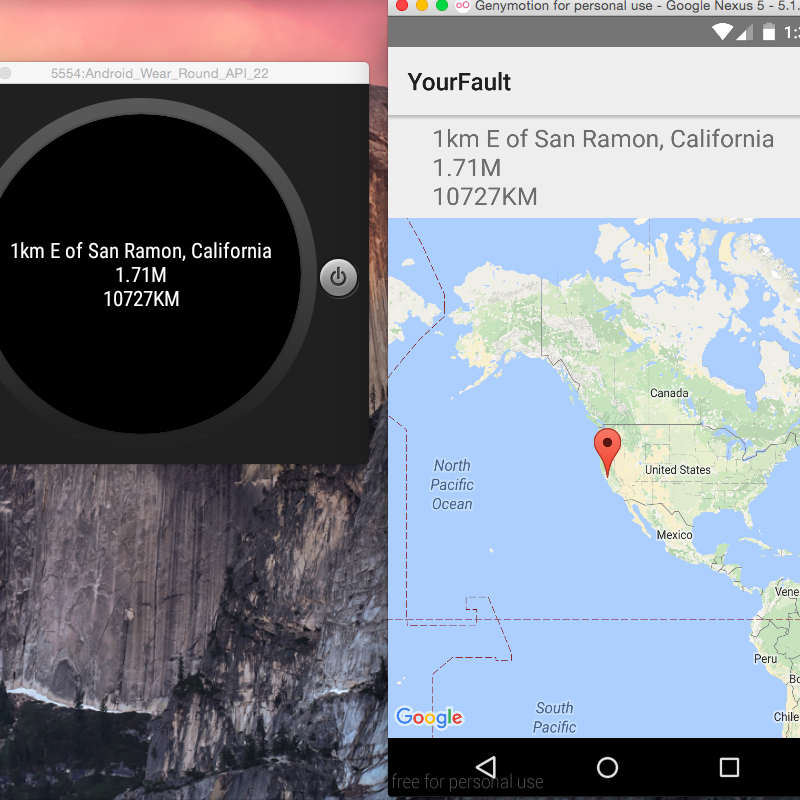 5554:Android_Wear_Round_API_22
1km E of San Ramon, California
1.71M
10727KM
Genymotion for personal use - Google Nexus 5 - 5.1.
1:3
YourFault
1km E of San Ramon, California
1.71M
10727KM
Canada
North
Pacific
Ocean
United States
Mexico
Vene
Peru
Bo
Chile
South
Pacific
Google
free for personal use